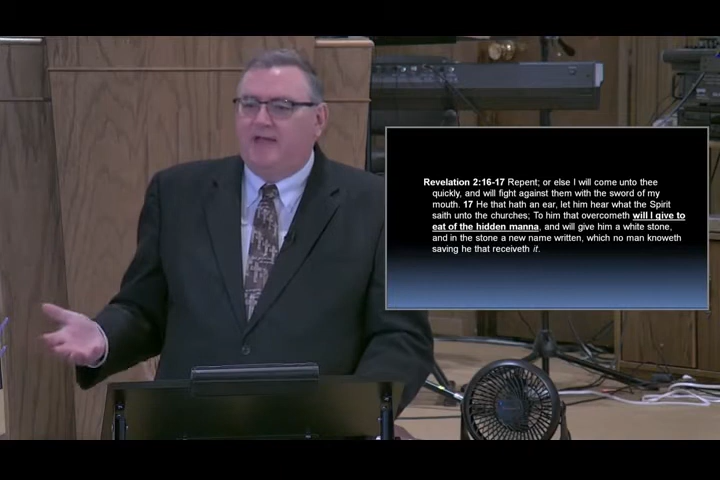 Revelation 2:16-17 Repent; or else I will come unto thee
quickly, and will fight against them with the sword of my
mouth. 17 He that hath an ear, let him hear what the Spirit
saith unto the churches; To him that overcometh will I give to
eat of the hidden manna, and will give him a white stone,
and in the stone a new name written, which no man knoweth
saving he that receiveth it.